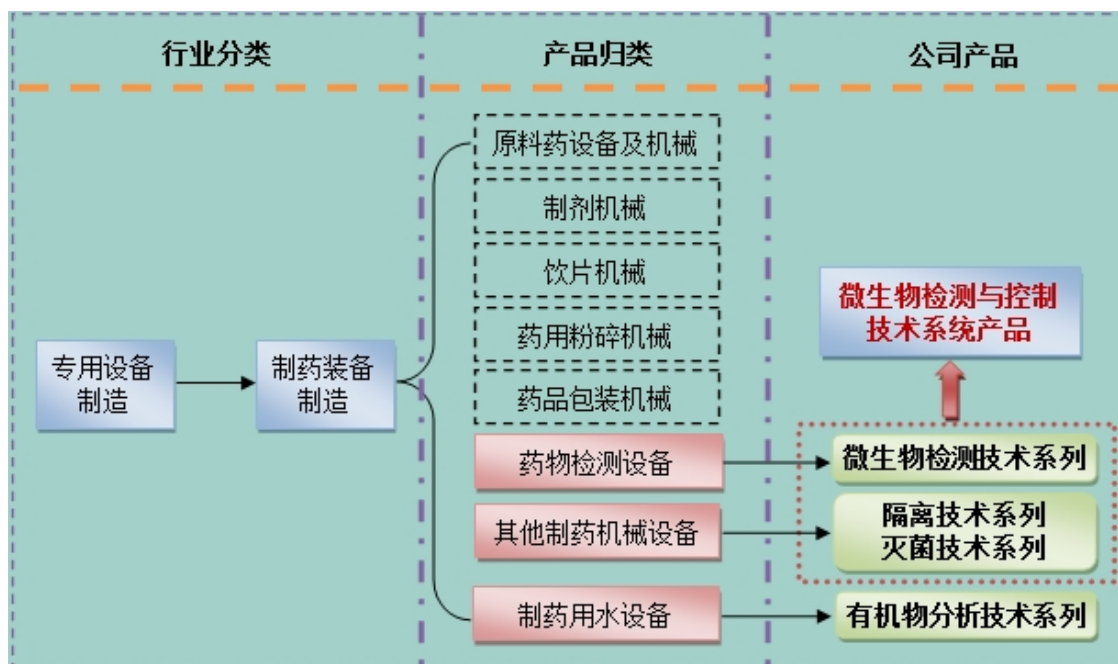 行业分类
产品归类
公司产品
专用设备
制造
制药装备
制造
原料药设备及机械
制剂机械
饮片机械
药用粉碎机械
药品包装机械
药物检测设备
其他制药机械设备
制药用水设备
微生物检测与控制
技术系统产品
微生物检测技术系列
隔离技术系列
灭菌技术系列
有机物分析技术系列